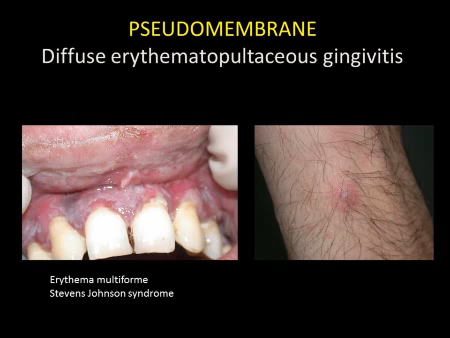 PSEUDOMEMBRANE
Diffuse erythematopultaceous gingivitis
Erythema multiforme
Stevens Johnson syndrome